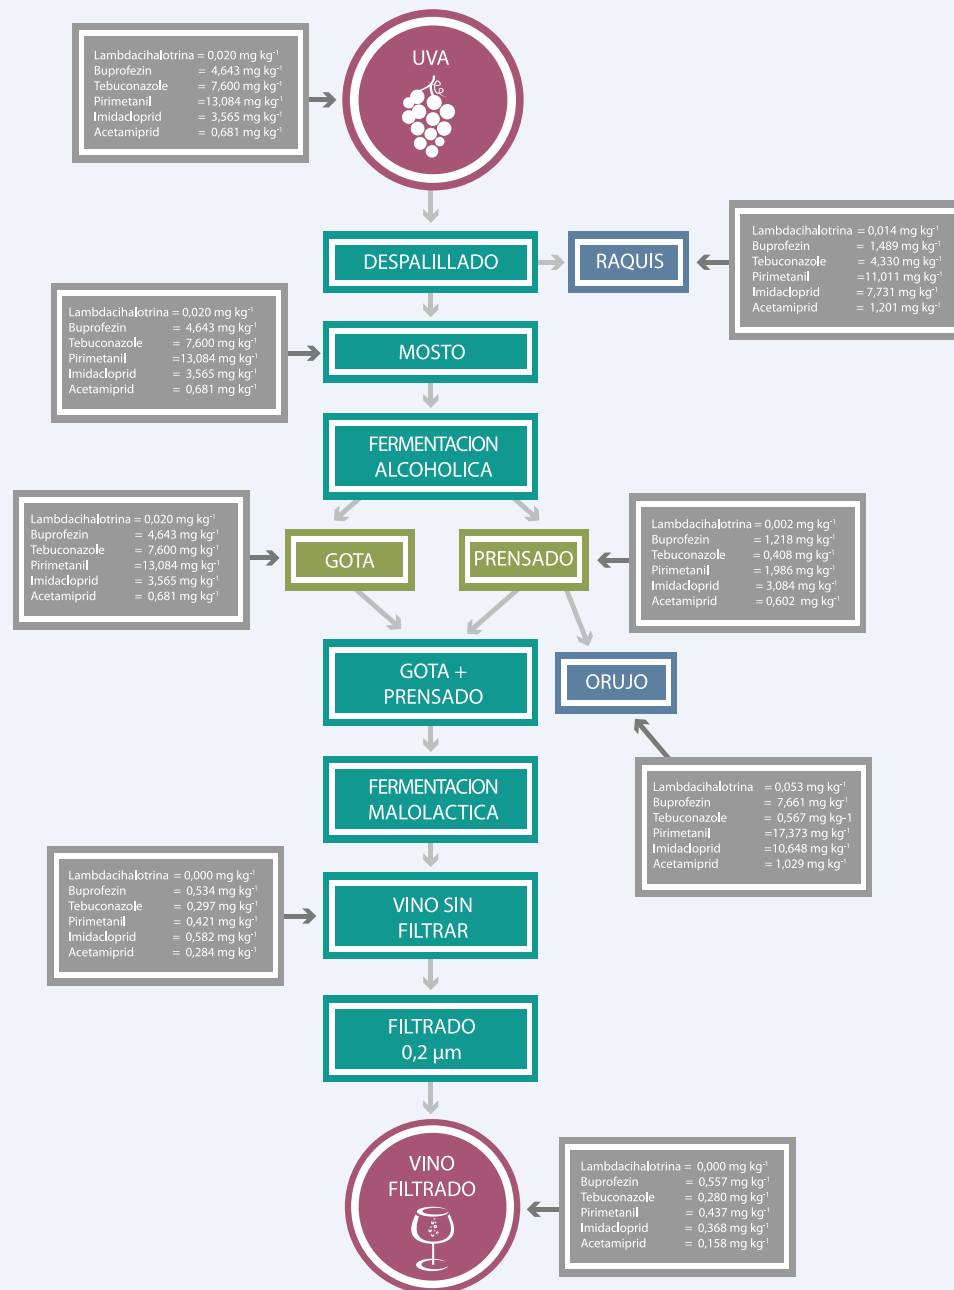 Lambdacihalotrina = 0,020 mg kg⁻¹
Buprofezin = 4,643 mg kg⁻¹
Tebuconazole = 7,600 mg kg⁻¹
Pirimetanil =13,084 mg kg⁻¹
Imidacloprid = 3,565 mg kg⁻¹
Acetamiprid = 0,681 mg kg⁻¹
UVA
DESPALILLADO
RAQUIS
Lambdacihalotrina = 0,014 mg kg⁻¹
Buprofezin = 1,489 mg kg⁻¹
Tebuconazole = 4,330 mg kg⁻¹
Pirimetanil =11,011 mg kg⁻¹
Imidacloprid = 7,731 mg kg⁻¹
Acetamiprid = 1,201 mg kg⁻¹
Lambdacihalotrina = 0,020 mg kg⁻¹
Buprofezin = 4,643 mg kg⁻¹
Tebuconazole = 7,600 mg kg⁻¹
Pirimetanil =13,084 mg kg⁻¹
Imidacloprid = 3,565 mg kg⁻¹
Acetamiprid = 0,681 mg kg⁻¹
MOSTO
FERMENTACION
ALCOHOLICA
Lambdacihalotrina = 0,020 mg kg⁻¹
Buprofezin = 4,643 mg kg⁻¹
Tebuconazole = 7,600 mg kg⁻¹
Pirimetanil =13,084 mg kg⁻¹
Imidacloprid = 3,565 mg kg⁻¹
Acetamiprid = 0,681 mg kg⁻¹
GOTA
PRENSADO
Lambdacihalotrina = 0,002 mg kg⁻¹
Buprofezin = 1,218 mg kg⁻¹
Tebuconazole = 0,408 mg kg⁻¹
Pirimetanil = 1,986 mg kg⁻¹
Imidacloprid = 3,084 mg kg⁻¹
Acetamiprid = 0,602 mg kg⁻¹
GOTA +
PRENSADO
ORUJO
FERMENTACION
MALOLACTICA
Lambdacihalotrina = 0,053 mg kg⁻¹
Buprofezin = 7,661 mg kg⁻¹
Tebuconazole = 0,567 mg kg-1
Pirimetanil =17,373 mg kg⁻¹
Imidacloprid =10,648 mg kg⁻¹
Acetamiprid = 1,029 mg kg⁻¹
Lambdacihalotrina = 0,000 mg kg⁻¹
Buprofezin = 0,534 mg kg⁻¹
Tebuconazole = 0,297 mg kg⁻¹
Pirimetanil = 0,421 mg kg⁻¹
Imidacloprid = 0,582 mg kg⁻¹
Acetamiprid = 0,284 mg kg⁻¹
VINO SIN
FILTRAR
FILTRADO
0,2 µm
VINO
FILTRADO
Lambdacihalotrina = 0,000 mg kg⁻¹
Buprofezin = 0,557 mg kg⁻¹
Tebuconazole = 0,280 mg kg⁻¹
Pirimetanil = 0,437 mg kg⁻¹
Imidacloprid = 0,368 mg kg⁻¹
Acetamiprid = 0,158 mg kg⁻¹